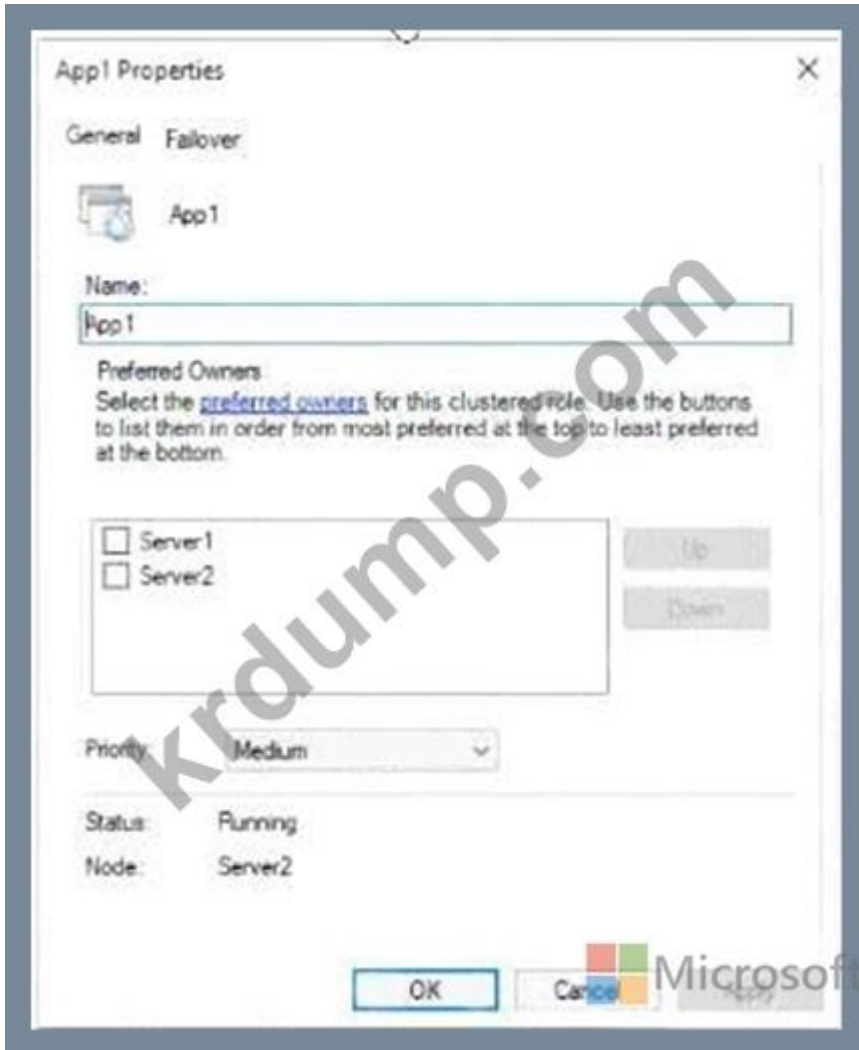 App1 Properties
General Failover
App1
Name:
App1
Preferred Owners
Select the preferred owners for this clustered role. Use the buttons
to list them in order from most preferred at the top to least preferred
at the bottom.
Server1
Up
Server2
Down
Priority: Medium
Status: Running
Node: Server2
OK Cancel Apply
Microsoft
krdump.com